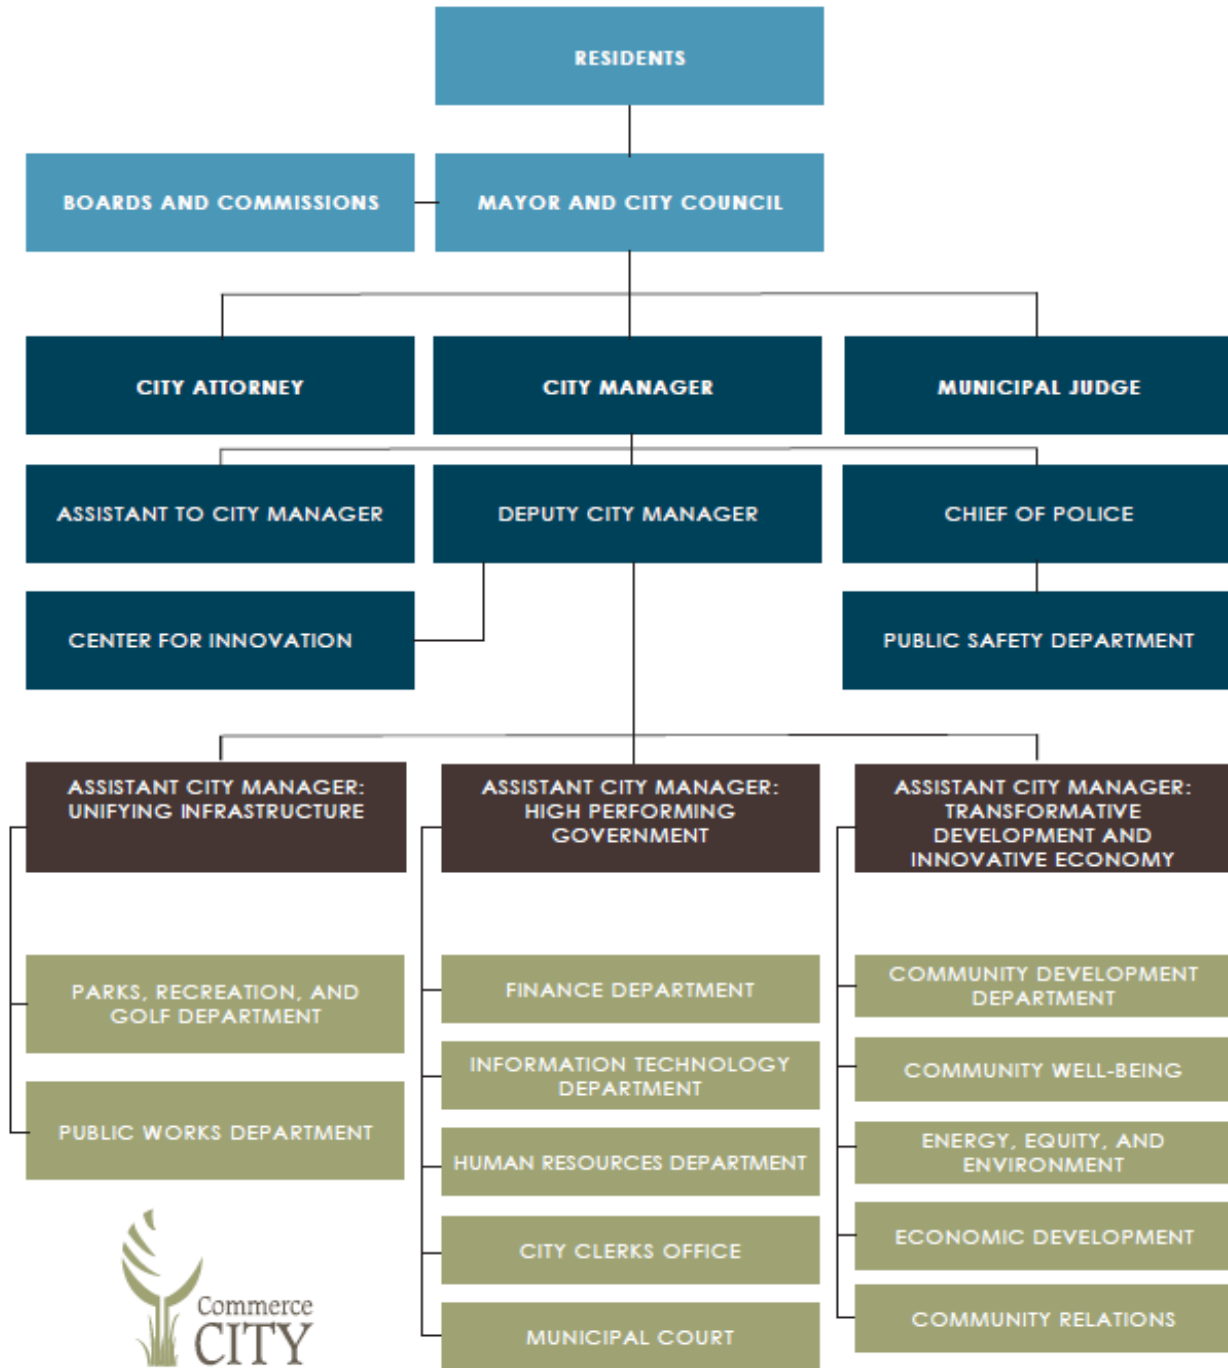 RESIDENTS
BOARDS AND COMMISSIONS
MAYOR AND CITY COUNCIL
CITY ATTORNEY
CITY MANAGER
MUNICIPAL JUDGE
ASSISTANT TO CITY MANAGER
DEPUTY CITY MANAGER
CHIEF OF POLICE
CENTER FOR INNOVATION
PUBLIC SAFETY DEPARTMENT
ASSISTANT CITY MANAGER:
UNIFYING INFRASTRUCTURE
ASSISTANT CITY MANAGER:
HIGH PERFORMING
GOVERNMENT
ASSISTANT CITY MANAGER:
TRANSFORMATIVE
DEVELOPMENT AND
INNOVATIVE ECONOMY
PARKS, RECREATION, AND
GOLF DEPARTMENT
PUBLIC WORKS DEPARTMENT
FINANCE DEPARTMENT
INFORMATION TECHNOLOGY
DEPARTMENT
HUMAN RESOURCES DEPARTMENT
CITY CLERKS OFFICE
MUNICIPAL COURT
COMMUNITY DEVELOPMENT
DEPARTMENT
COMMUNITY WELL-BEING
ENERGY, EQUITY, AND
ENVIRONMENT
ECONOMIC DEVELOPMENT
COMMUNITY RELATIONS
Commerce
CITY